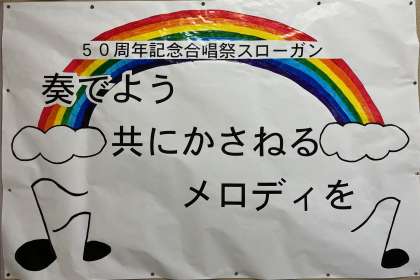 ５０周年記念合唱祭スローガン
奏でよう
共にかさねる
メロディを